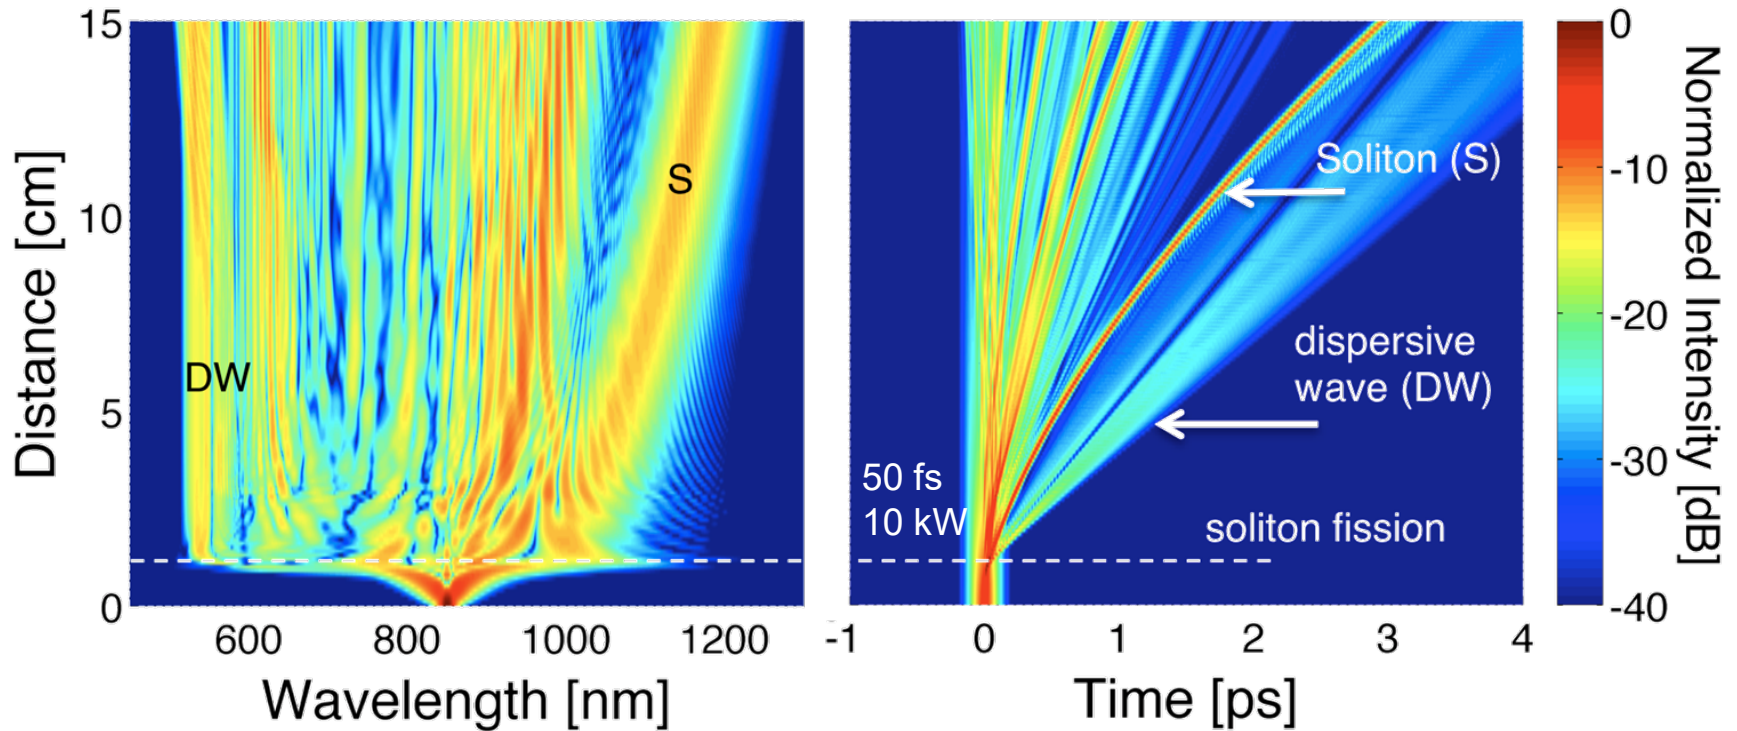 15
10
5
0
Distance [cm]
DW
S
600
800
1000
1200
Wavelength [nm]
Soliton (S)
dispersive
wave (DW)
50 fs
10 kW
soliton fission
-1
0
1
2
3
4
Time [ps]
0
-10
-20
-30
-40
Normalized Intensity [dB]